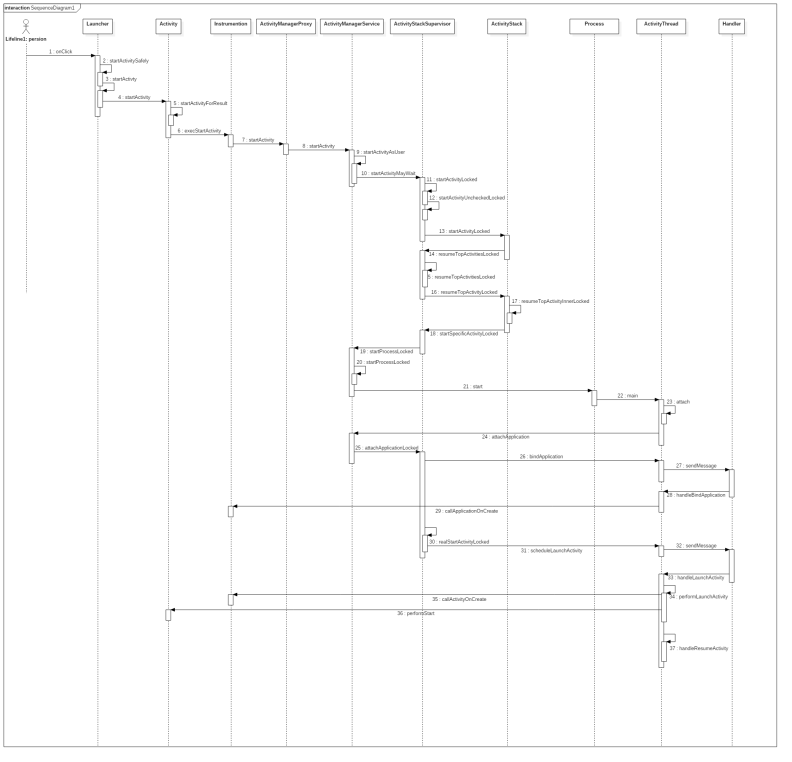 interaction SequenceDiagram1
Launcher
Activity
Instrumention
ActivityManagerProxy
ActivityManagerService
ActivityStackSupervisor
ActivityStack
Process
ActivityThread
Handler
Lifeline1: persion
1 : onClick
2 : startActivitySafely
3 : startActivty
4 : startActivity
5 : startActivityForResult
6 : execStartActivity
7 : startActivity
8 : startActivity
9 : startActivityAsUser
10 : startActivityMayWait
11 : startActivityLocked
12 : startActivityUncheckedLocked
13 : startActivityLocked
14 : resumeTopActivitiesLocked
5 : resumeTopActivitiesLocked
16 : resumeTopActivityLocked
17 : resumeTopActivityInnerLocked
18 : startSpecificActivityLocked
19 : startProcessLocked
20 : startProcessLocked
21 : start
22 : main
23 : attach
24 : attachApplication
25 : attachApplicationLocked
26 : bindApplication
27 : sendMessage
28 : handleBindApplication
29 : callApplicationOnCreate
30 : realStartActivityLocked
31 : scheduleLaunchActivity
32 : sendMessage
33 : handleLaunchActivity
34 : performLaunchActivity
35 : callActivityOnCreate
36 : performStart
37 : handleResumeActivity